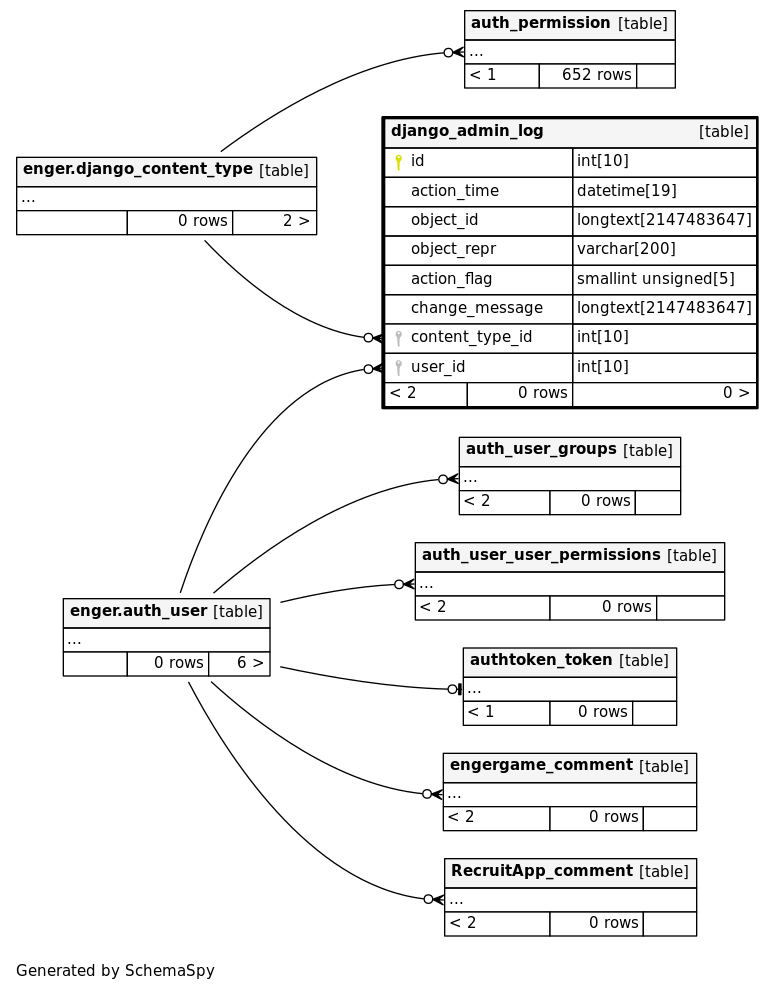 auth_permission [table]
...
< 1 652 rows
django_admin_log [table]
id int[10]
action_time datetime[19]
object_id longtext[2147483647]
object_repr varchar[200]
action_flag smallint unsigned[5]
change_message longtext[2147483647]
content_type_id int[10]
user_id int[10]
< 2 0 rows 0 >
enger.django_content_type [table]
...
0 rows 2 >
auth_user_groups [table]
...
< 2 0 rows
auth_user_user_permissions [table]
...
< 2 0 rows
enger.auth_user [table]
...
0 rows 6 >
authtoken_token [table]
...
< 1 0 rows
engergame_comment [table]
...
< 2 0 rows
RecruitApp_comment [table]
...
< 2 0 rows
Generated by SchemaSpy